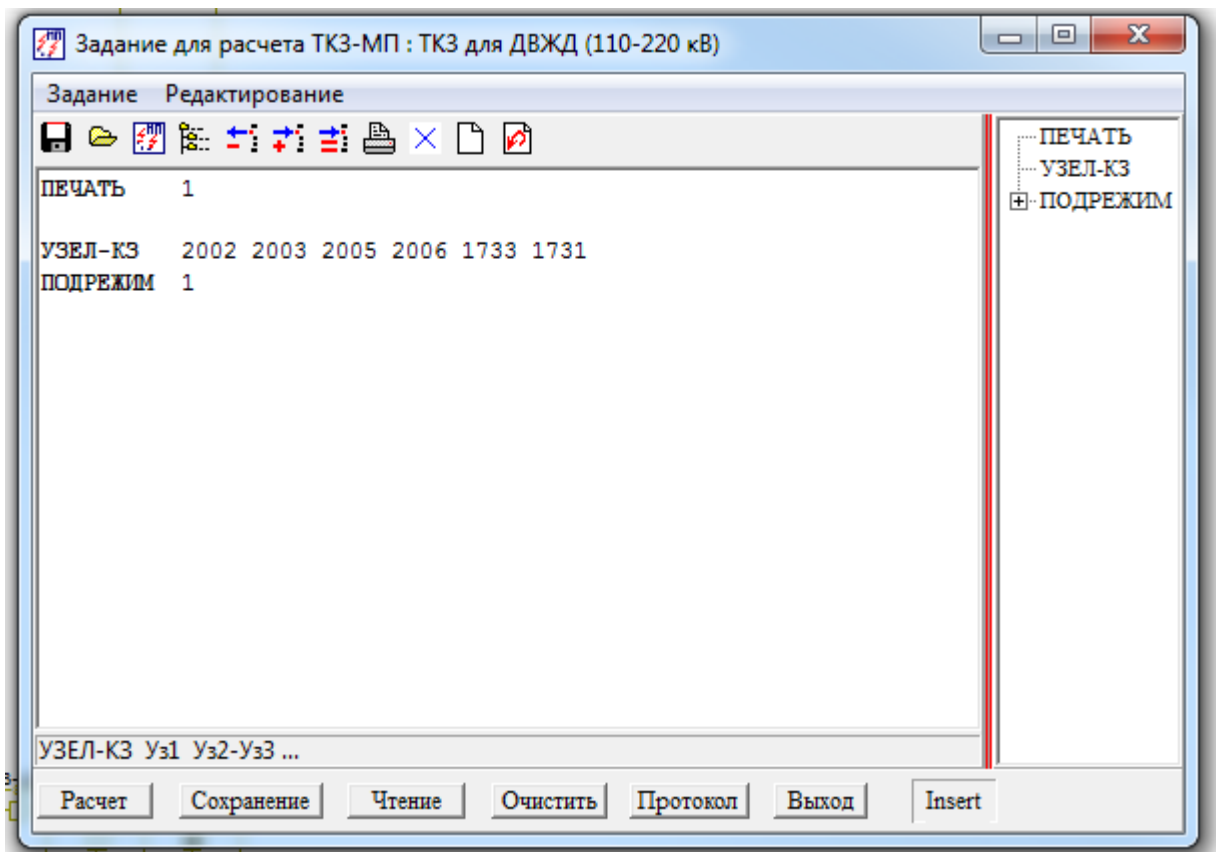 Задание для расчета ТКЗ-МП : ТКЗ для ДВЖД (110-220 кВ)
Задание Редактирование
ПЕЧАТЬ 1
УЗЕЛ-КЗ 2002 2003 2005 2006 1733 1731
ПОДРЕЖИМ 1
ПЕЧАТЬ
УЗЕЛ-КЗ
ПОДРЕЖИМ
УЗЕЛ-КЗ Уз1 Уз2-Уз3 ...
Расчет Сохранение Чтение Очистить Протокол Выход Insert